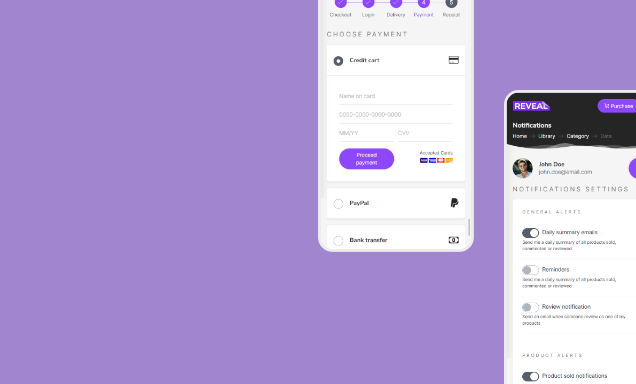 4
5
Checkout
Login
Delivery
Payment
Receipt
CHOOSE PAYMENT
Credit cart
Name on card
0000-0000-0000-0000
MM/YY
CVV
Proceed
payment
Accepted Cards
PayPal
Bank transfer
REVEAL
Purchase
Notifications
Home
Library
Category
Data
John Doe
john.doe@email.com
NOTIFICATIONS SETTINGS
GENERAL ALERTS
Daily summary emails
Send me a daily summary of all products sold,
commented or reviewed
Reminders
Send me a daily summary of all products sold,
commented or reviewed
Review notification
Send an email when someone review on one of my
products
PRODUCT ALERTS
Product sold notifications